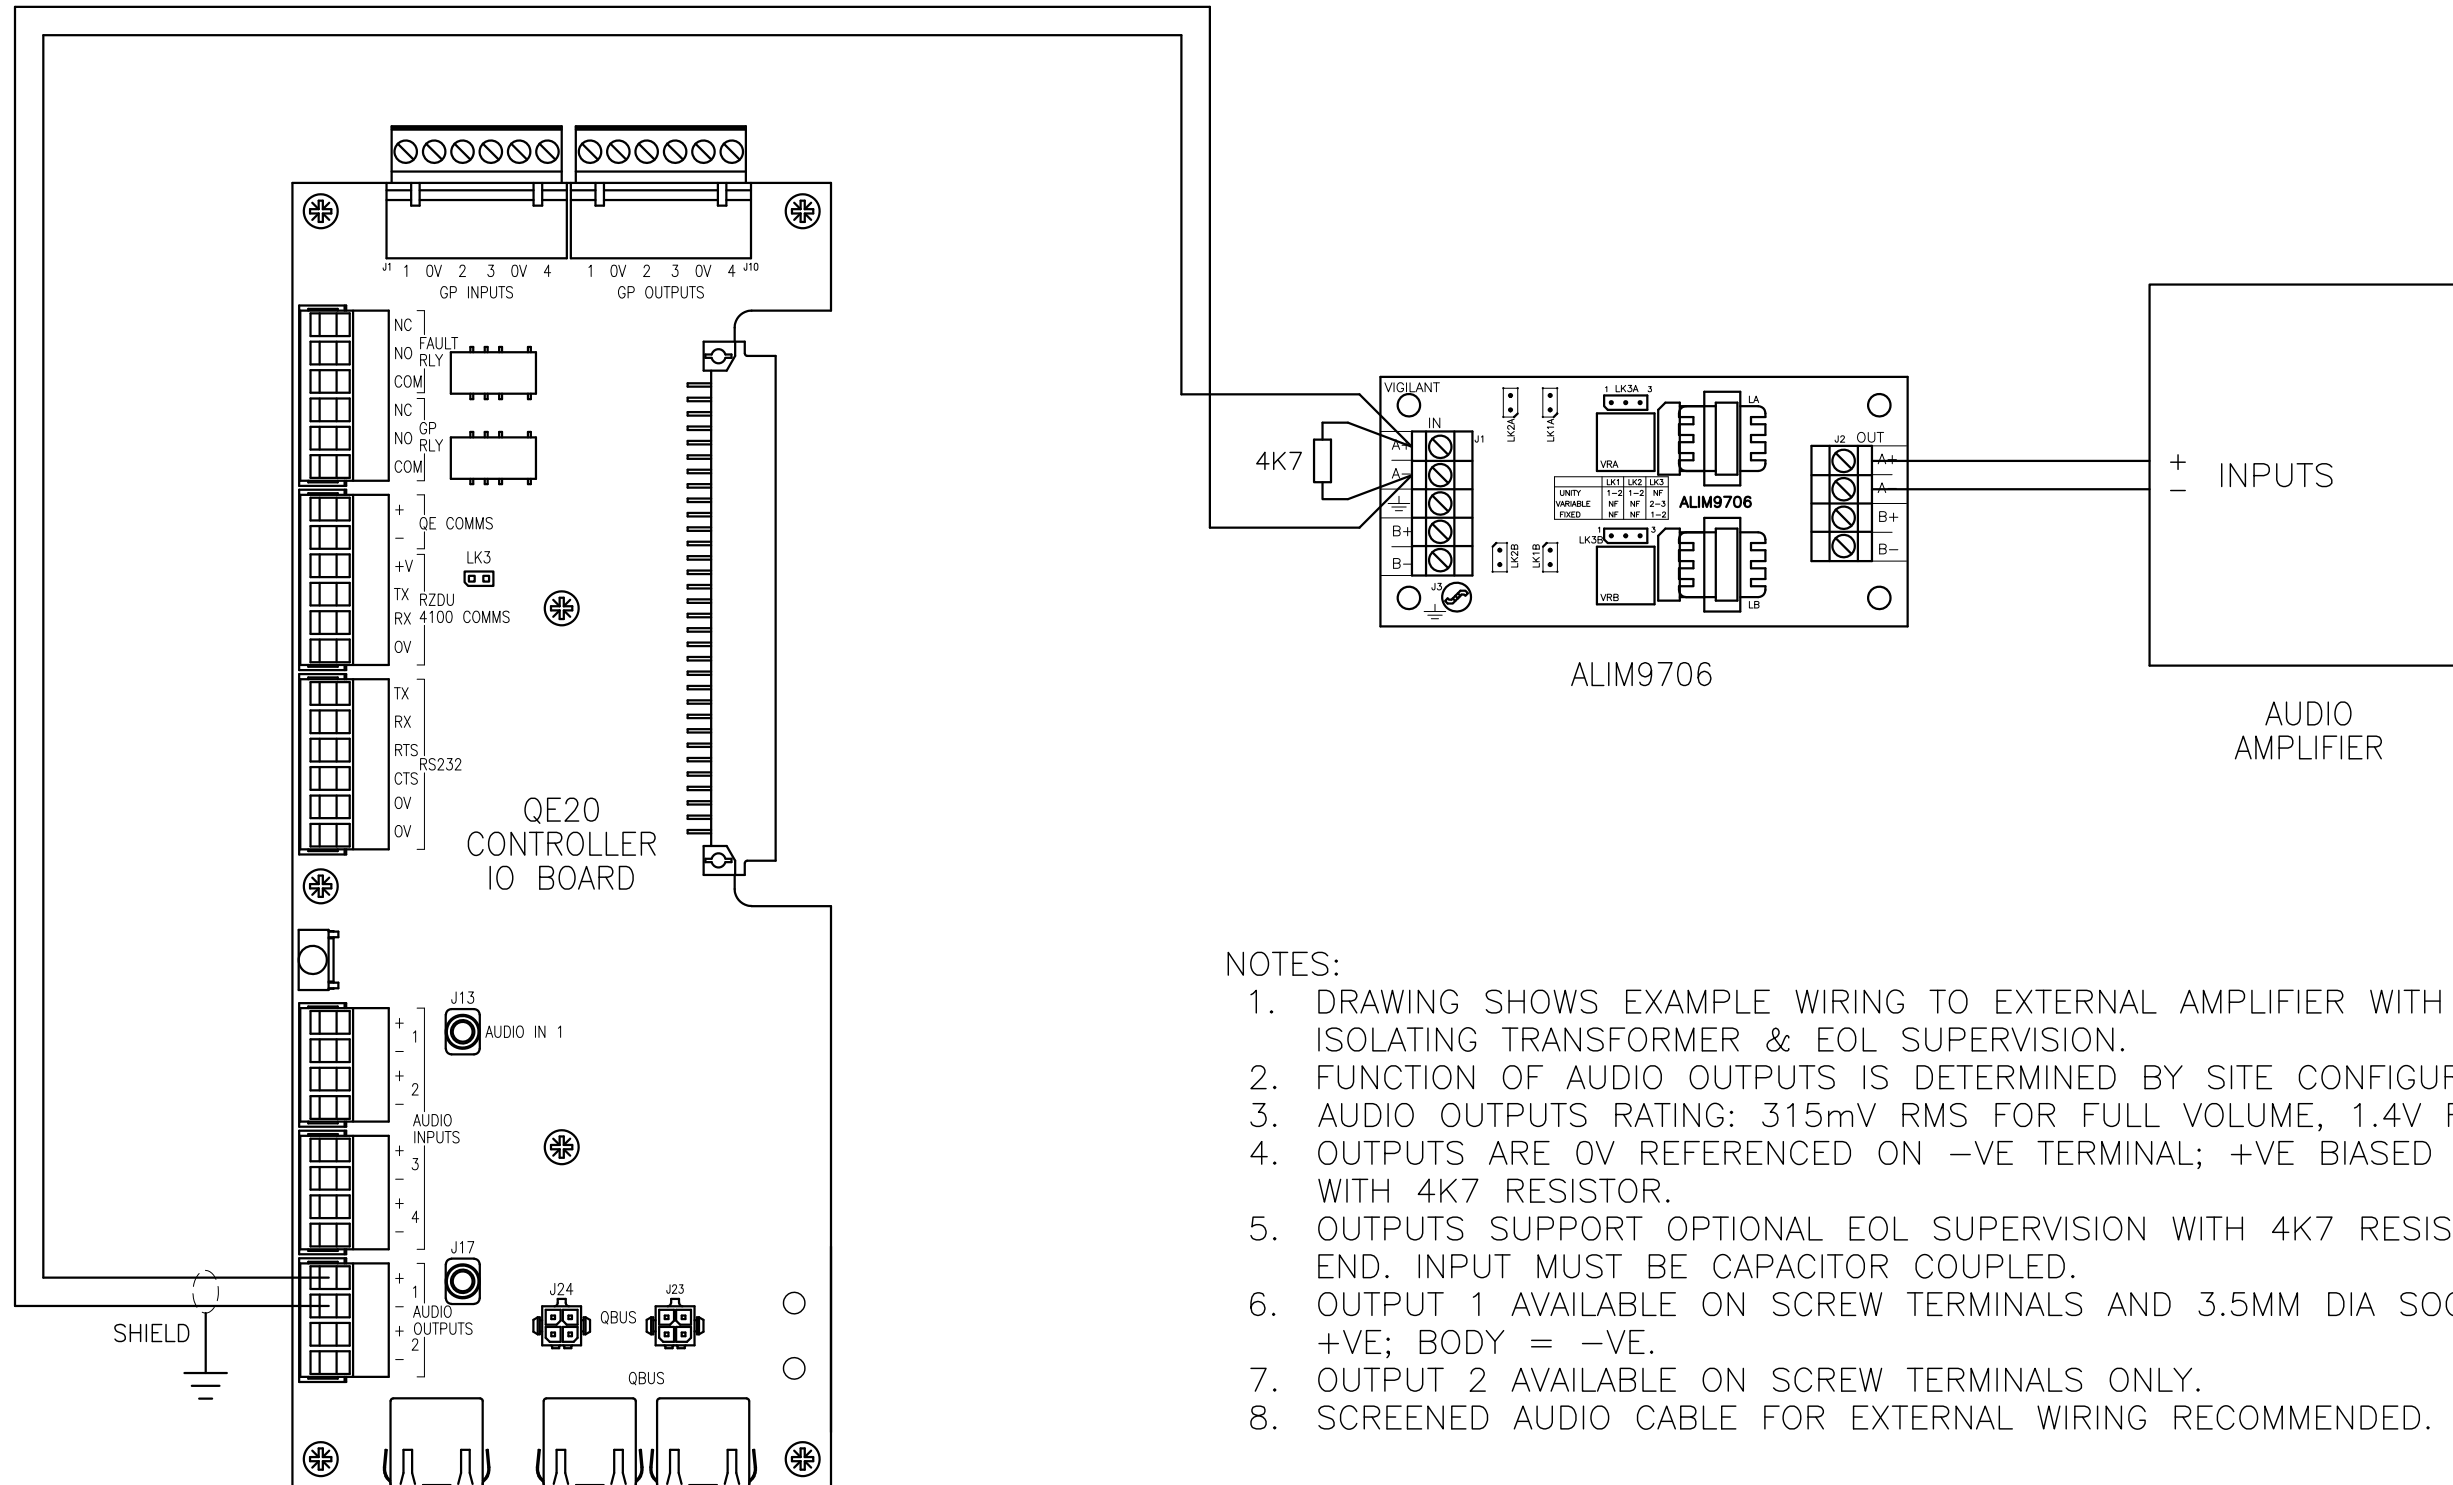 J1 1 0V 2 3 0V 4
GP INPUTS
1 0V 2 3 0V 4 J10
GP OUTPUTS
NC
NO
COM
FAULT
RLY
NC
NO
COM
GP
RLY
+
-
QE COMMS
+V
TX
RX
0V
RZDU
4100 COMMS
LK3
TX
RX
RTS
CTS
0V
0V
RS232
QE20
CONTROLLER
IO BOARD
J13
AUDIO IN 1
+
1
-
+
2
-
AUDIO
INPUTS
+
3
-
+
4
-
J17
+
1
-
AUDIO
OUTPUTS
+
2
-
SHIELD
J24
QBUS
J23
QBUS
4K7
VIGILANT
IN
J1
A+
A-
B+
B-
J3
LK2A
LK1A
1 LK3A 3
LA
VRA
LK1 LK2 LK3
UNITY 1-2 1-2 NF
VARIABLE NF NF 2-3
FIXED NF NF 1-2
ALIM9706
LK2B
LK1B
LK3B
1 3
VRB
LB
J2 OUT
A+
A-
B+
B-
ALIM9706
+
-
INPUTS
AUDIO
AMPLIFIER
NOTES:
1. DRAWING SHOWS EXAMPLE WIRING TO EXTERNAL AMPLIFIER WITH
ISOLATING TRANSFORMER & EOL SUPERVISION.
2. FUNCTION OF AUDIO OUTPUTS IS DETERMINED BY SITE
3. AUDIO OUTPUTS RATING: 315mV RMS FOR FULL VOLUME, 1.4V
4. OUTPUTS ARE 0V REFERENCED ON -VE TERMINAL; +VE BIASED
WITH 4K7 RESISTOR.
5. OUTPUTS SUPPORT OPTIONAL EOL SUPERVISION WITH 4K7
END. INPUT MUST BE CAPACITOR COUPLED.
6. OUTPUT 1 AVAILABLE ON SCREW TERMINALS AND 3.5MM DIA
+VE; BODY = -VE.
7. OUTPUT 2 AVAILABLE ON SCREW TERMINALS ONLY.
8. SCREENED AUDIO CABLE FOR EXTERNAL WIRING RECOMMENDED.